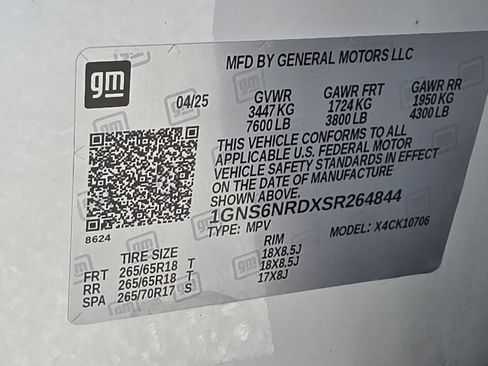 gm
MFD BY GENERAL MOTORS LLC
04/25 GVWR GAWR FRT GAWR RR
3447 KG 1724 KG 1950 KG
7600 LB 3800 LB 4300 LB
THIS VEHICLE CONFORMS TO ALL
APPLICABLE U.S. FEDERAL MOTOR
VEHICLE SAFETY STANDARDS IN EFFECT
ON THE DATE OF MANUFACTURE
SHOWN ABOVE.
1GNS6NRDXSR264844
8624
TYPE: MPV MODEL: X4CK10706
TIRE SIZE RIM
FRT 265/65R18 T 18X8.5J
RR 265/65R18 T 18X8.5J
SPA 265/70R17 S 17X8J